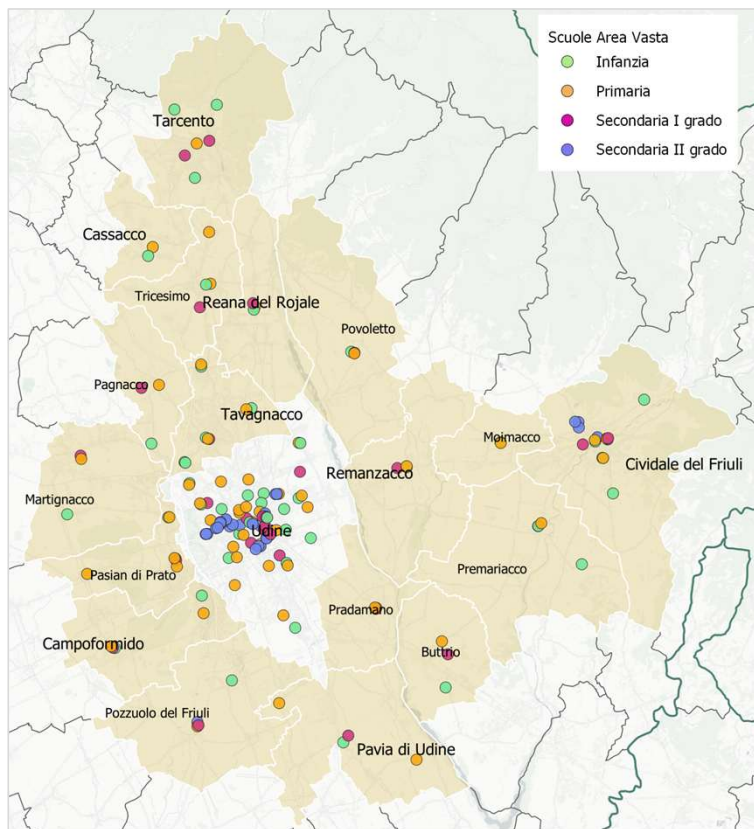 Scuole Area Vasta
Infanzia
Primaria
Secondaria I grado
Secondaria II grado
Tarcento
Cassacco
Tricesimo
Reana del Rojale
Povoletto
Pagnacco
Tavagnacco
Moimacco
Cividale del Friuli
Remanzacco
Martignacco
Udine
Pasian di Prato
Premariacco
Pradamano
Campoformido
Buttrio
Pozzuolo del Friuli
Pavia di Udine